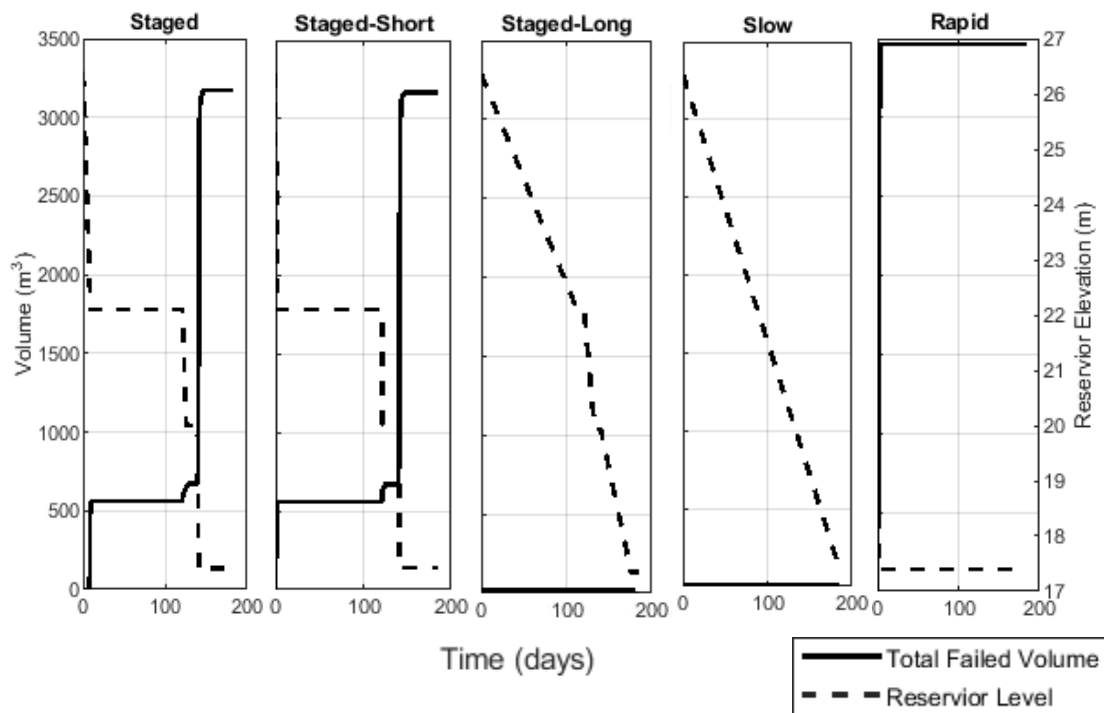 Staged
Staged-Short
Staged-Long
Slow
Rapid
Volume (m³)
3500
3000
2500
2000
1500
1000
500
0
0 100 200
0 100 200
0 100 200
0 100 200
0 100 200
27
26
25
24
23
22
21
20
19
18
17
Reservior Elevation (m)
Time (days)
Total Failed Volume
Reservior Level